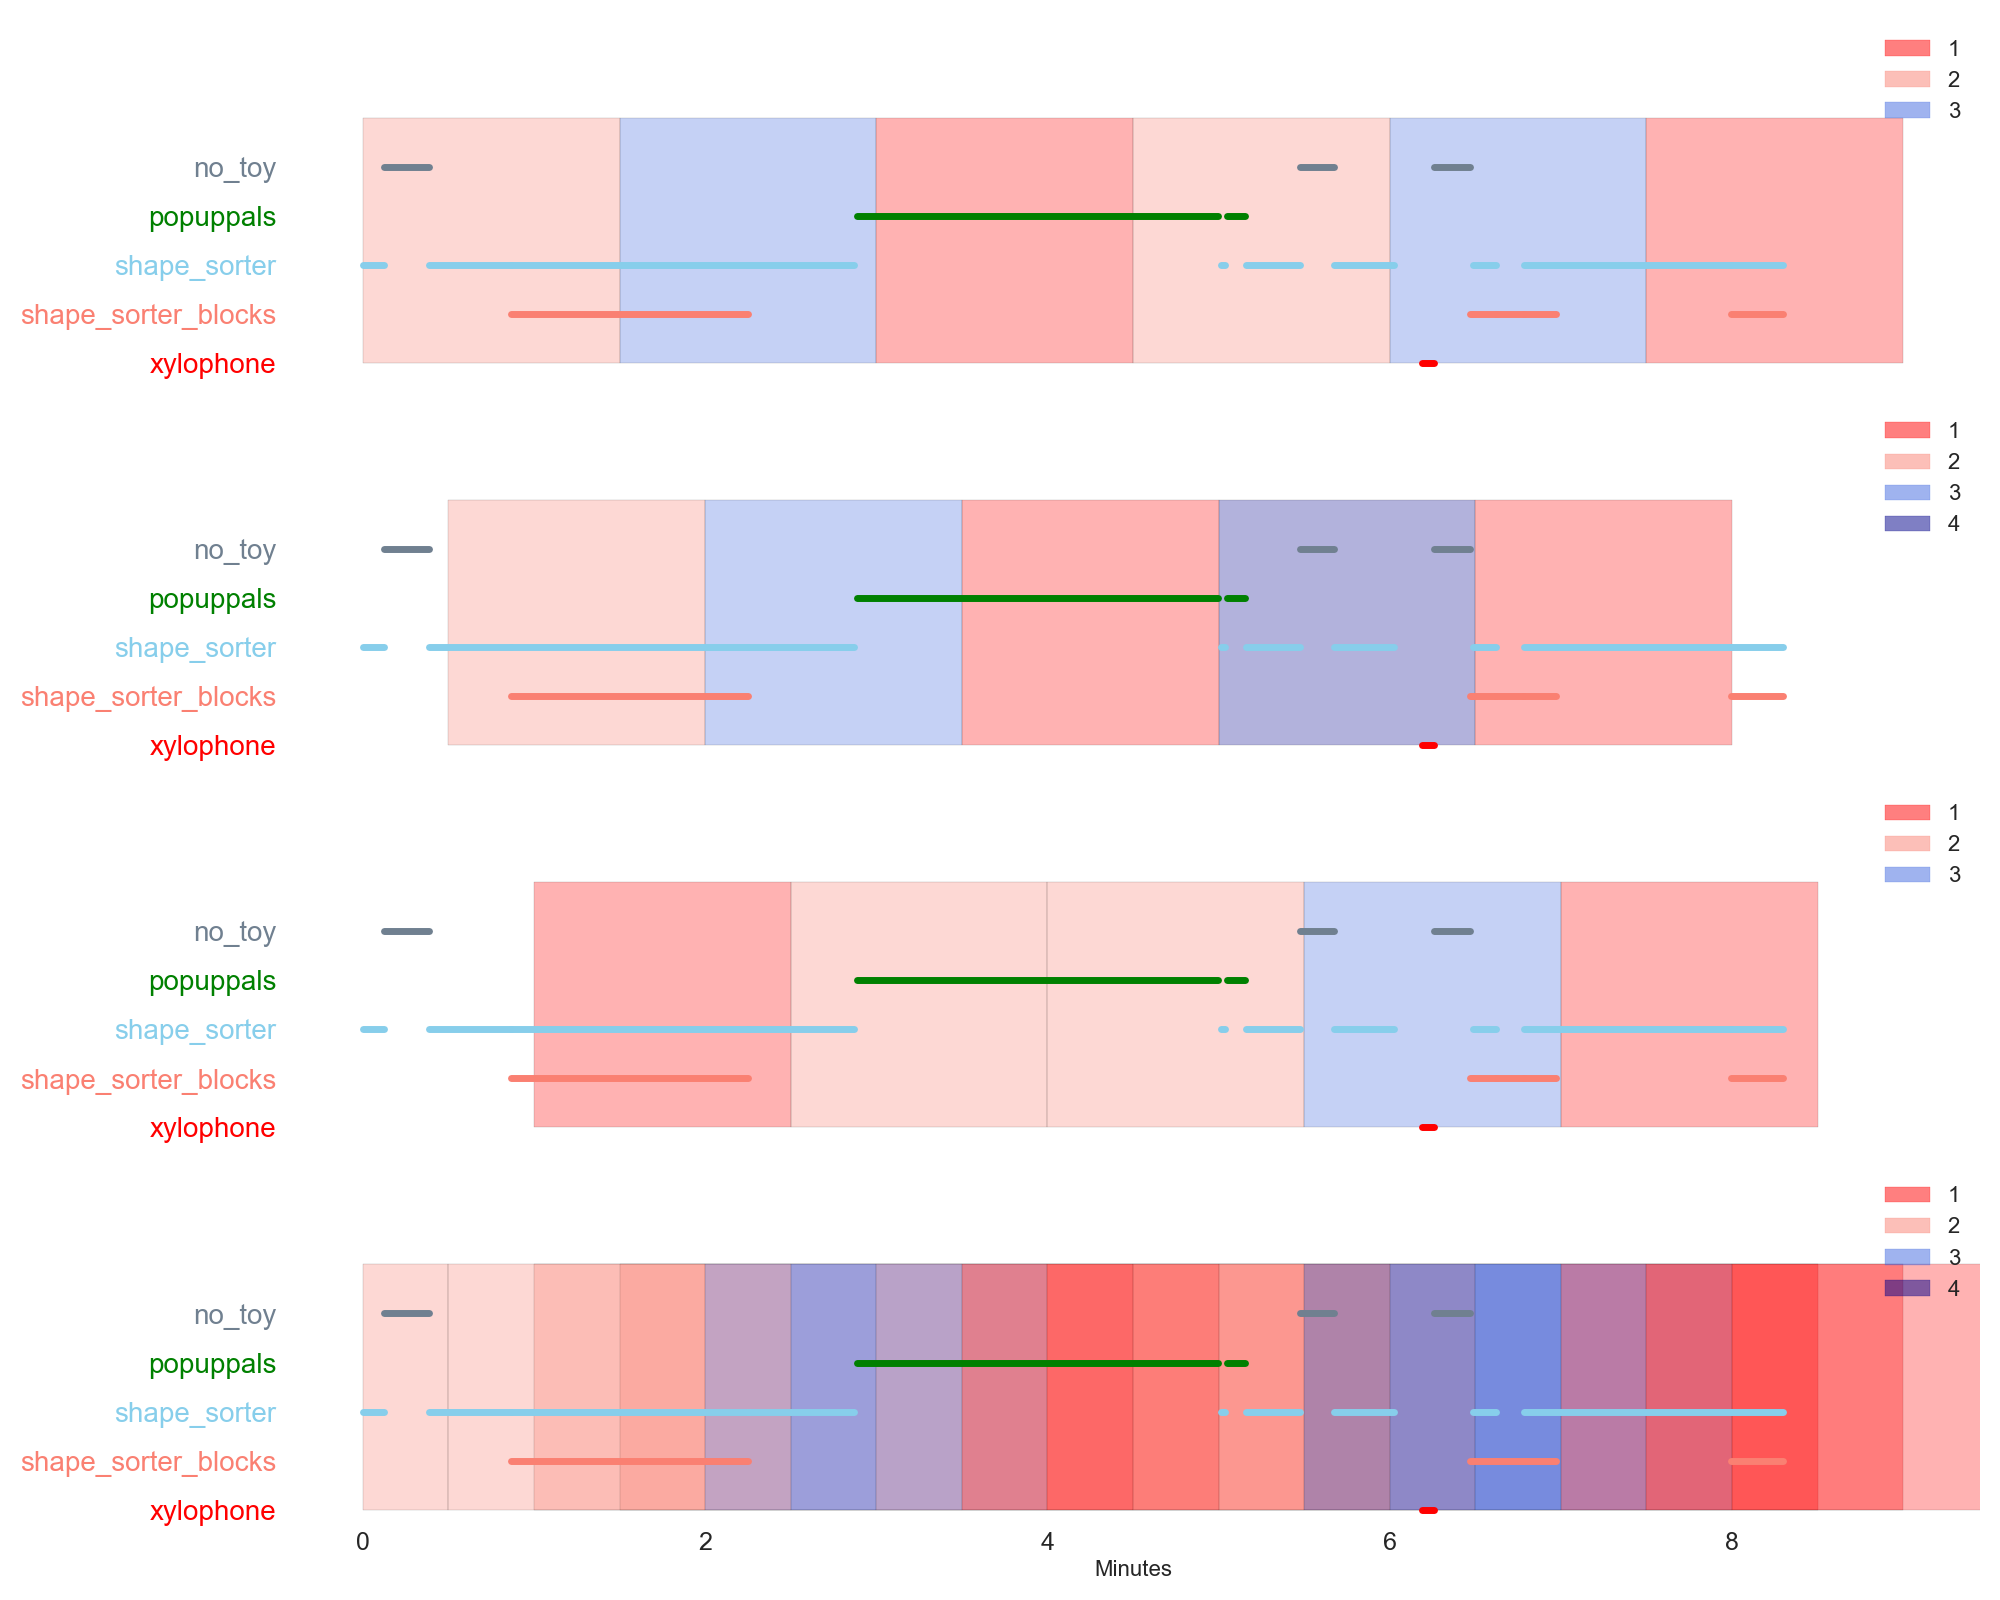 1
2
3
no_toy
popuppals
shape_sorter
shape_sorter_blocks
xylophone
1
2
3
4
no_toy
popuppals
shape_sorter
shape_sorter_blocks
xylophone
1
2
3
no_toy
popuppals
shape_sorter
shape_sorter_blocks
xylophone
1
2
3
4
no_toy
popuppals
shape_sorter
shape_sorter_blocks
xylophone
0 2 4 6 8
Minutes